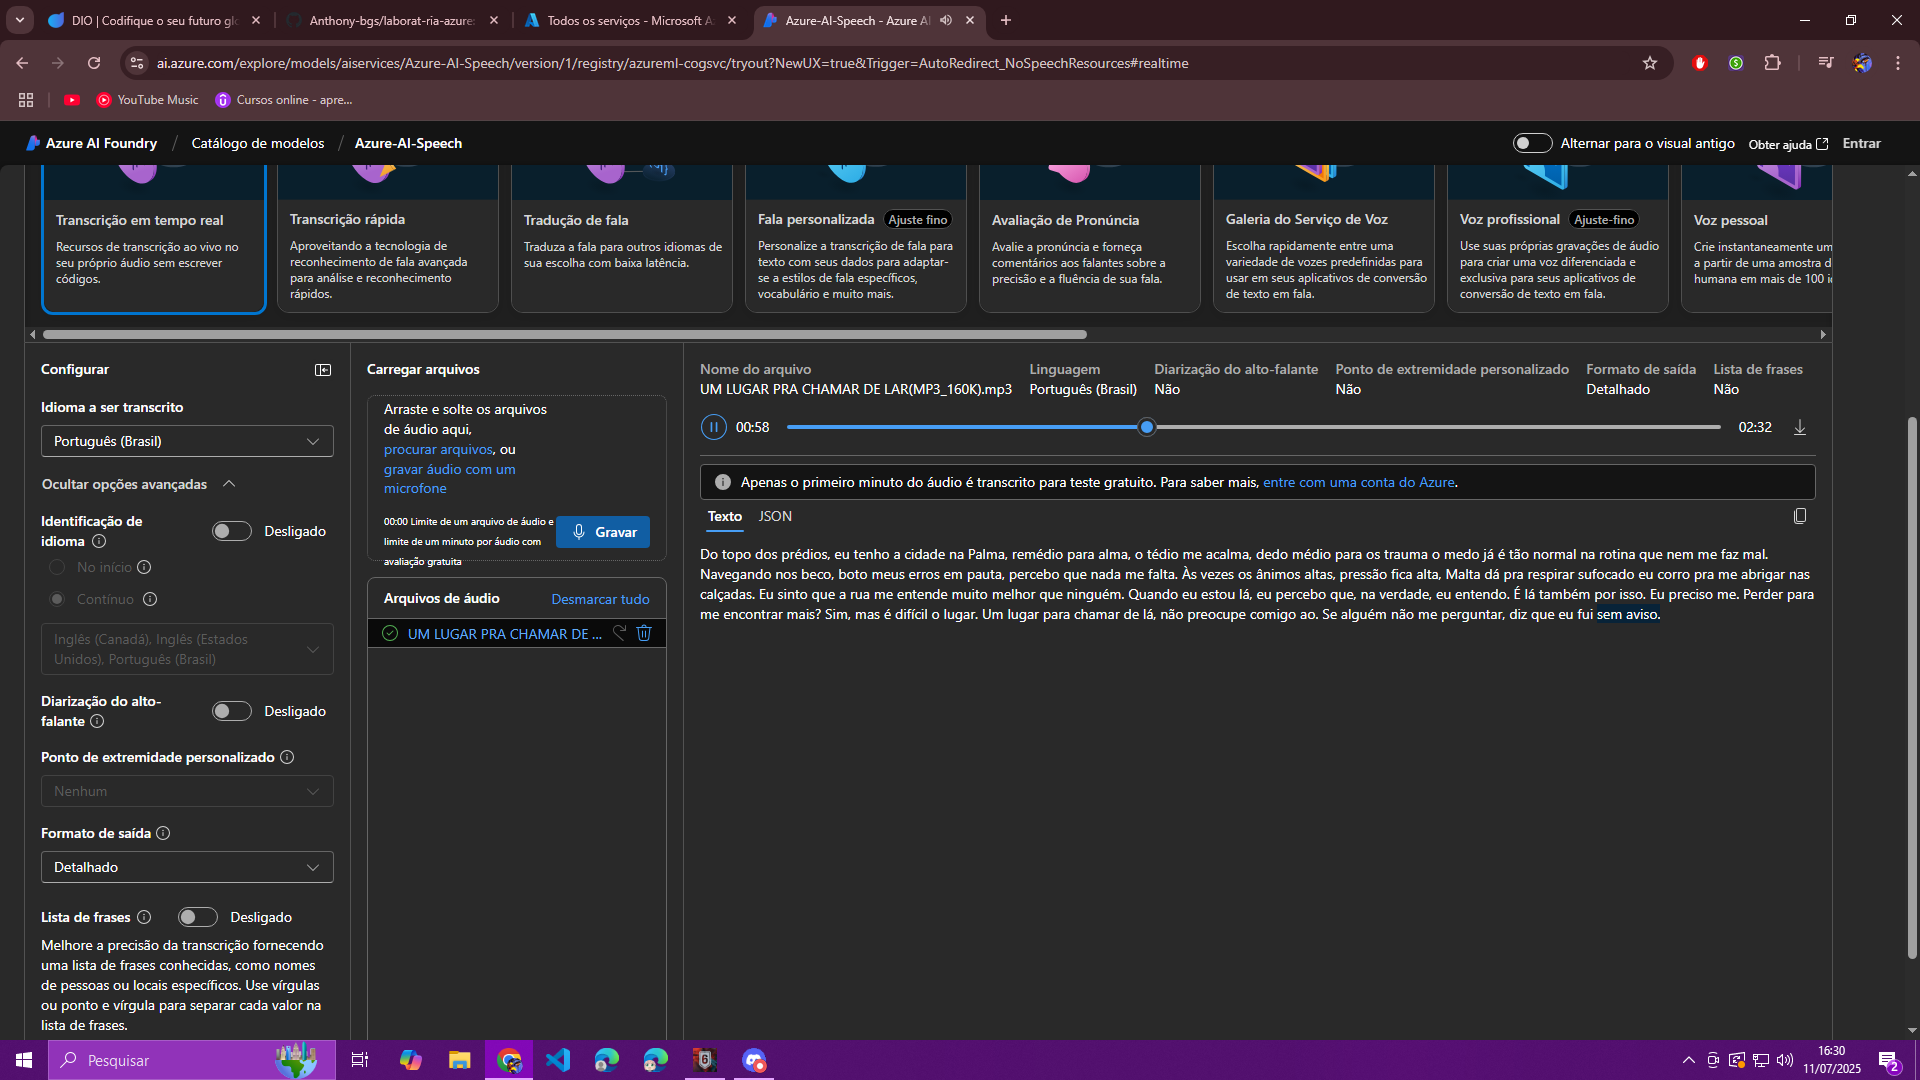 DIO | Codifique o seu futuro glo
Anthony-bgs/laborat-ria-azure
Todos os serviços - Microsoft A
Azure-AI-Speech - Azure AI
ai.azure.com/explore/models/aiservices/Azure-AI-Speech/version/1/registry/azureml-cogsvc/tryout?NewUX=true&Trigger=AutoRedirect_NoSpeechResources#realtime
YouTube Music
Cursos online - apre...
Azure AI Foundry / Catálogo de modelos / Azure-AI-Speech
Alternar para o visual antigo
Obter ajuda
Entrar
Transcrição em tempo real
Recursos de transcrição ao vivo no
seu próprio áudio sem escrever
códigos.
Transcrição rápida
Aproveitando a tecnologia de
reconhecimento de fala avançada
para análise e reconhecimento
rápidos.
Tradução de fala
Traduza a fala para outros idiomas de
sua escolha com baixa latência.
Fala personalizada Ajuste fino
Personalize a transcrição de fala para
texto com seus dados para adaptar-
se a estilos de fala específicos,
vocabulário e muito mais.
Avaliação de Pronúncia
Avalie a pronúncia e forneça
comentários aos falantes sobre a
precisão e a fluência de sua fala.
Galeria do Serviço de Voz
Escolha rapidamente entre uma
variedade de vozes predefinidas para
usar em seus aplicativos de conversão
de texto em fala.
Voz profissional Ajuste-fino
Use suas próprias gravações de áudio
para criar uma voz diferenciada e
exclusiva para seus aplicativos de
conversão de texto em fala.
Voz pessoal
Crie instantaneamente um
a partir de uma amostra d
humana em mais de 100 i
Configurar
Idioma a ser transcrito
Português (Brasil)
Ocultar opções avançadas
Identificação de
idioma
Desligado
No início
Contínuo
Inglês (Canadá), Inglês (Estados
Unidos), Português (Brasil)
Diarização do alto-
falante
Desligado
Ponto de extremidade personalizado
Nenhum
Formato de saída
Detalhado
Lista de frases
Desligado
Melhore a precisão da transcrição fornecendo
uma lista de frases conhecidas, como nomes
de pessoas ou locais específicos. Use vírgulas
ou ponto e vírgula para separar cada valor na
lista de frases.
Carregar arquivos
Arraste e solte os arquivos
de áudio aqui,
procurar arquivos, ou
gravar áudio com um
microfone
00:00 Limite de um arquivo de áudio e
limite de um minuto por áudio com
avaliação gratuita
Gravar
Arquivos de áudio
Desmarcar tudo
UM LUGAR PRA CHAMAR DE ...
Nome do arquivo
UM LUGAR PRA CHAMAR DE LAR(MP3_160K).mp3
Linguagem
Português (Brasil)
Diarização do alto-falante
Não
Ponto de extremidade personalizado
Não
Formato de saída
Detalhado
Lista de frases
Não
00:58
02:32
Apenas o primeiro minuto do áudio é transcrito para teste gratuito. Para saber mais, entre com uma conta do Azure.
Texto
JSON
Do topo dos prédios, eu tenho a cidade na Palma, remédio para alma, o tédio me acalma, dedo médio para os trauma o medo já é tão normal na rotina que nem me faz mal.
Navegando nos beco, boto meus erros em pauta, percebo que nada me falta. Às vezes os ânimos altas, pressão fica alta, Malta dá pra respirar sufocado eu corro pra me abrigar nas
calçadas. Eu sinto que a rua me entende muito melhor que ninguém. Quando eu estou lá, eu percebo que, na verdade, eu entendo. É lá também por isso. Eu preciso me. Perder para
me encontrar mais? Sim, mas é difícil o lugar. Um lugar para chamar de lá, não preocupe comigo ao. Se alguém não me perguntar, diz que eu fui sem aviso.
Pesquisar
6
16:30
11/07/2025
2